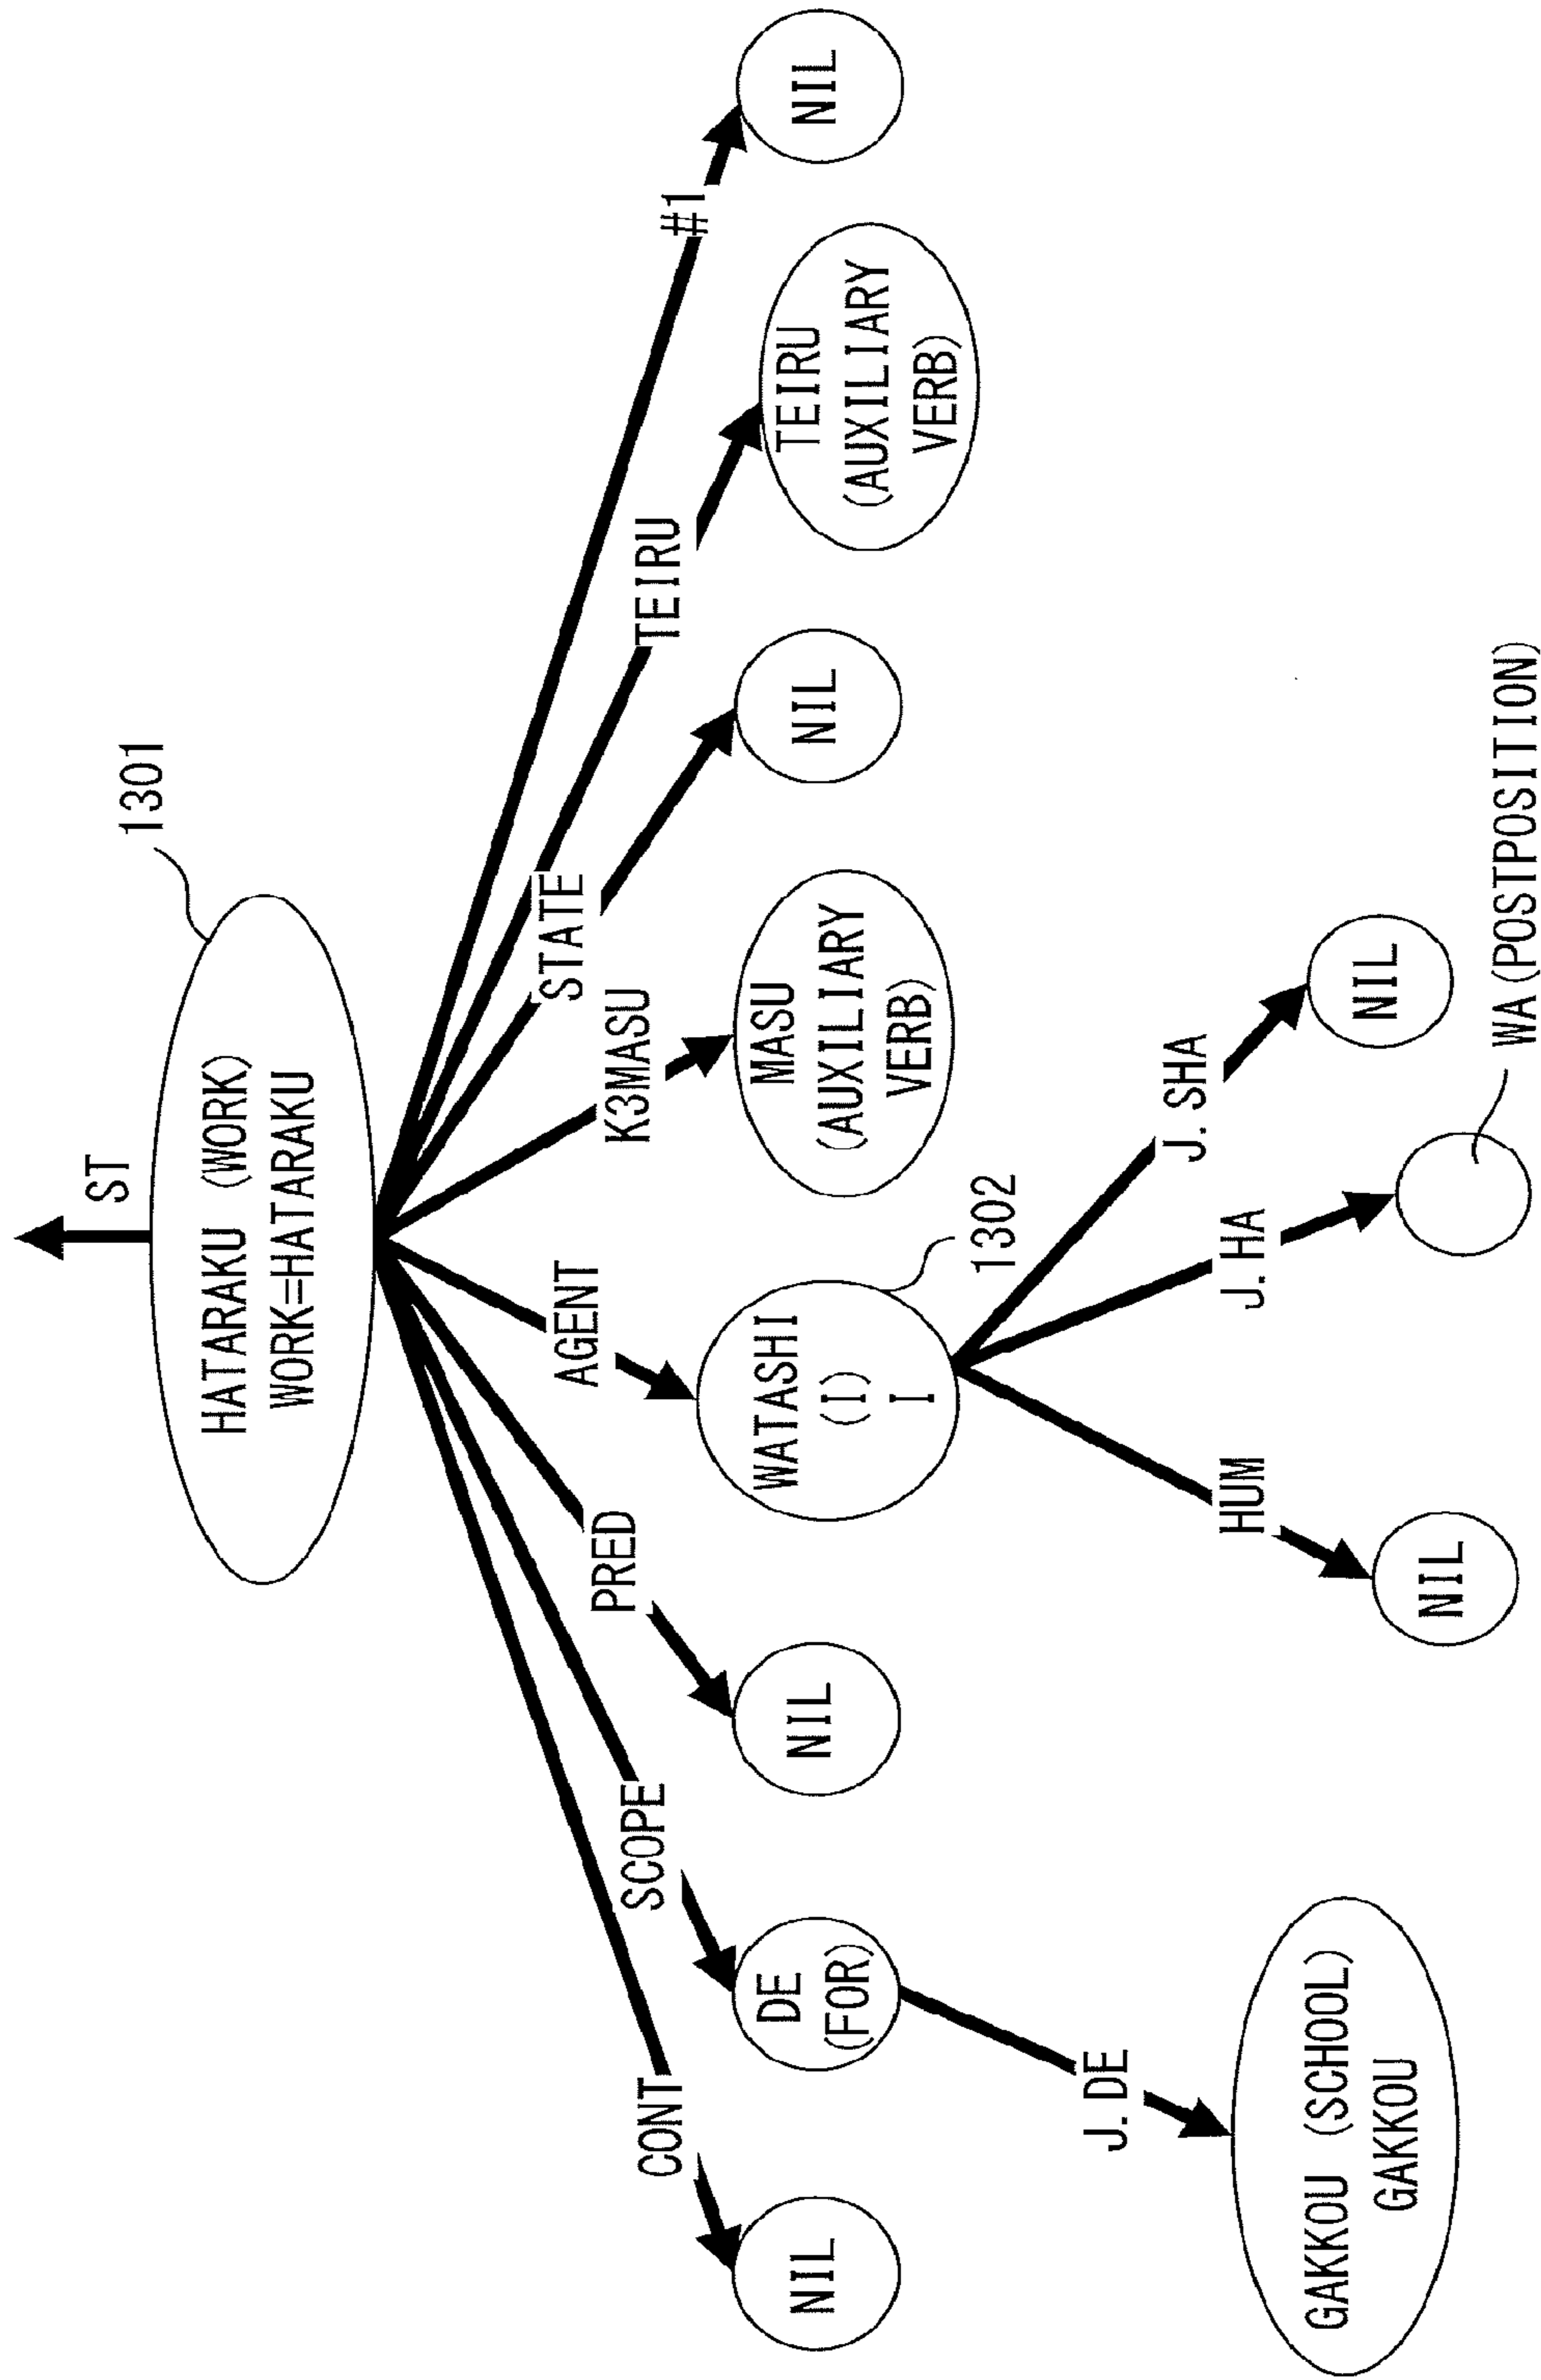 ST
1301
HATARAKU (WORK)
WORK=HATARAKU
CONT
SCOPE
PRED
AGENT
K3MASU
STATE
TEIRU
#1
NIL
DE
(FOR)
NIL
WATASHI
(I)
I
1302
MASU
(AUXILIARY
VERB)
NIL
TEIRU
(AUXILIARY
VERB)
NIL
J.DE
HUM
J.HA
J.SHA
GAKKOU (SCHOOL)
GAKKOU
NIL
NIL
WA(POSTPOSITION)